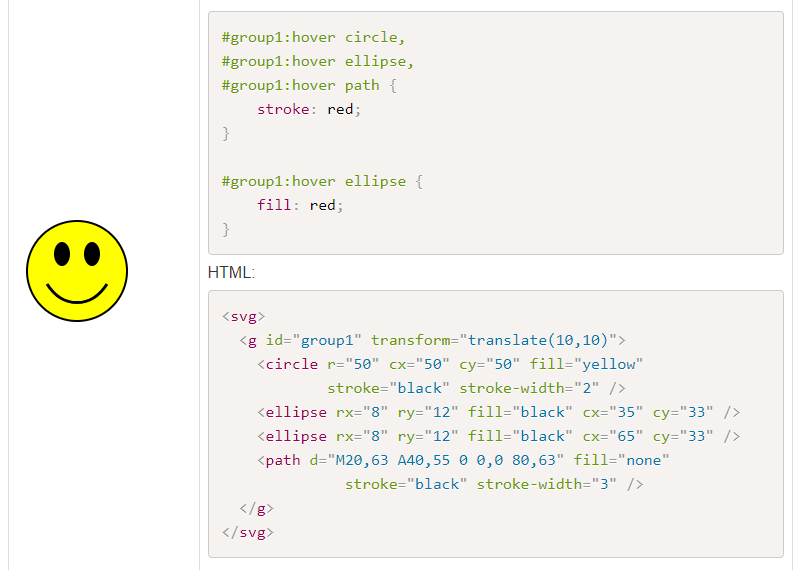 #group1:hover circle,
#group1:hover ellipse,
#group1:hover path {
    stroke: red;
}

#group1:hover ellipse {
    fill: red;
}
HTML:
<svg>
  <g id="group1" transform="translate(10,10)">
    <circle r="50" cx="50" cy="50" fill="yellow"
            stroke="black" stroke-width="2" />
    <ellipse rx="8" ry="12" fill="black" cx="35" cy="33" />
    <ellipse rx="8" ry="12" fill="black" cx="65" cy="33" />
    <path d="M20,63 A40,55 0 0,0 80,63" fill="none"
              stroke="black" stroke-width="3" />
  </g>
</svg>